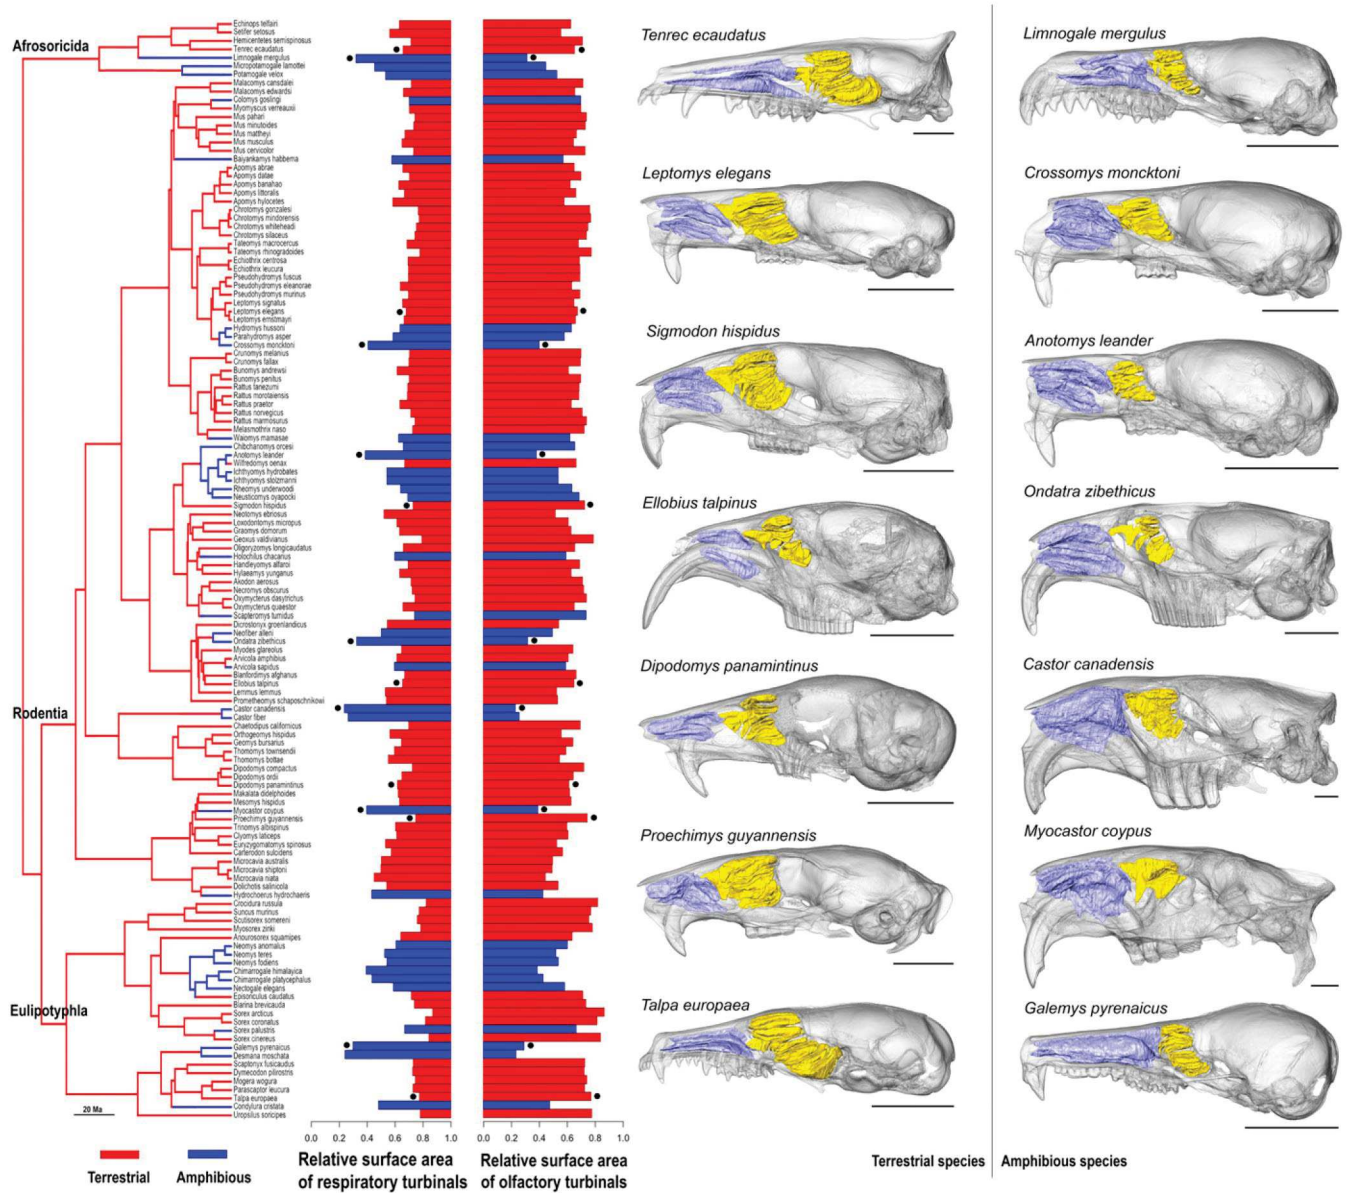 Afrosoricida
Rodentia
Eulipotyphla
Echinops telfairi
Setifer setosus
Hemicentetes semispinosus
Tenrec ecaudatus
Limnogale mergulus
Micropotamogale lamottei
Potamogale velox
Malacomys cansdalei
Malacomys edwardsi
Colomys goslingi
Myomyscus verreauxii
Mus pahari
Mus minutoides
Mus mattheyi
Mus musculus
Mus cervicolor
Baiyankamys habbema
Apomys abrae
Apomys datae
Apomys banahao
Apomys littoralis
Apomys hylocetes
Chrotomys gonzalesi
Chrotomys mindorensis
Chrotomys whiteheadi
Chrotomys silaceus
Tateomys macrocercus
Tateomys rhinogradoides
Echiothrix centrosa
Echiothrix leucura
Pseudohydromys fuscus
Pseudohydromys eleanorae
Pseudohydromys murinus
Leptomys signatus
Leptomys elegans
Leptomys ernstmayri
Hydromys hussoni
Parahydromys asper
Crossomys moncktoni
Crunomys melanius
Crunomys fallax
Bunomys andrewsi
Bunomys penitus
Rattus tanezumi
Rattus morotaiensis
Rattus praetor
Rattus norvegicus
Rattus marmosurus
Melasmothrix naso
Waiomys mamasae
Chibchanomys orcesi
Anotomys leander
Wilfredomys oenax
Ichthyomys hydrobates
Ichthyomys stolzmanni
Rheomys underwoodi
Neusticomys oyapocki
Sigmodon hispidus
Neotomys ebriosus
Loxodontomys micropus
Graomys domorum
Geoxus valdivianus
Oligoryzomys longicaudatus
Holochilus chacarius
Handleyomys alfaroi
Hylaeamys yunganus
Akodon aerosus
Necromys obscurus
Oxymycterus dasytrichus
Oxymycterus quaestor
Scapteromys tumidus
Dicrostonyx groenlandicus
Neofiber alleni
Ondatra zibethicus
Myodes glareolus
Arvicola amphibius
Arvicola sapidus
Blanfordimys afghanus
Ellobius talpinus
Lemmus lemmus
Prometheomys schaposchnikowi
Castor canadensis
Castor fiber
Chaetodipus californicus
Orthogeomys hispidus
Geomys bursarius
Thomomys townsendii
Thomomys bottae
Dipodomys compactus
Dipodomys ordii
Dipodomys panamintinus
Makalata didelphoides
Mesomys hispidus
Myocastor coypus
Proechimys guyannensis
Trinomys albispinus
Clyomys laticeps
Euryzygomatomys spinosus
Carterodon sulcidens
Microcavia australis
Microcavia shiptoni
Microcavia niata
Dolichotis salinicola
Hydrochoerus hydrochaeris
Crocidura russula
Suncus murinus
Scutisorex somereni
Myosorex zinki
Anourosorex squamipes
Neomys anomalus
Neomys teres
Neomys fodiens
Chimarrogale himalayica
Chimarrogale platycephalus
Nectogale elegans
Episoriculus caudatus
Blarina brevicauda
Sorex arcticus
Sorex coronatus
Sorex palustris
Sorex cinereus
Galemys pyrenaicus
Desmana moschata
Scaptonyx fusicaudus
Dymecodon pilirostris
Mogera wogura
Parascaptor leucura
Talpa europaea
Condylura cristata
Uropsilus soricipes
20 Ma
Terrestrial
Amphibious
0.0 0.2 0.4 0.6 0.8 1.0
Relative surface area
of respiratory turbinals
0.0 0.2 0.4 0.6 0.8 1.0
Relative surface area
of olfactory turbinals
Tenrec ecaudatus
Leptomys elegans
Sigmodon hispidus
Ellobius talpinus
Dipodomys panamintinus
Proechimys guyannensis
Talpa europaea
Terrestrial species
Limnogale mergulus
Crossomys moncktoni
Anotomys leander
Ondatra zibethicus
Castor canadensis
Myocastor coypus
Galemys pyrenaicus
Amphibious species